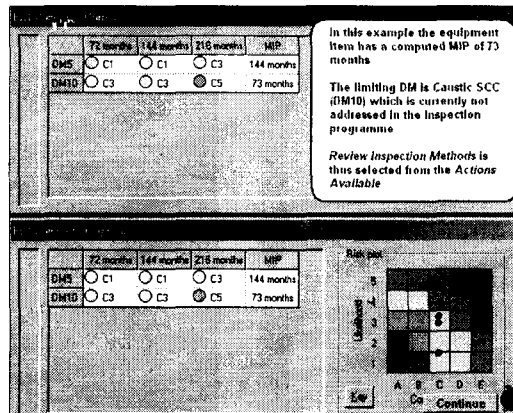 72 months 144 months 216 months MIP
DM5 C1 C1 C3 144 months
DM10 C3 C3 C5 73 months
In this example the equipment
item has a computed MIP of 73
months
The limiting DM is Caustic SCC
(DM10) which is currently not
addressed in the inspection
programme
Review Inspection Methods is
thus selected from the Actions
Available
72 months 144 months 216 months MIP
DM5 C1 C1 C3 144 months
DM10 C3 C3 C5 73 months
Risk plot
Likelihood
5
4
3
2
1
A B C D E
Key
Co Continue